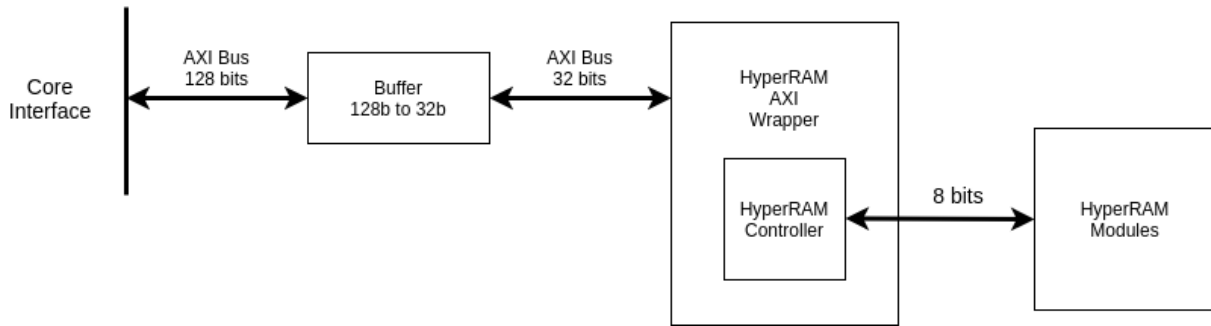 Core
Interface
AXI Bus
128 bits
Buffer
128b to 32b
AXI Bus
32 bits
HyperRAM
AXI
Wrapper
HyperRAM
Controller
8 bits
HyperRAM
Modules